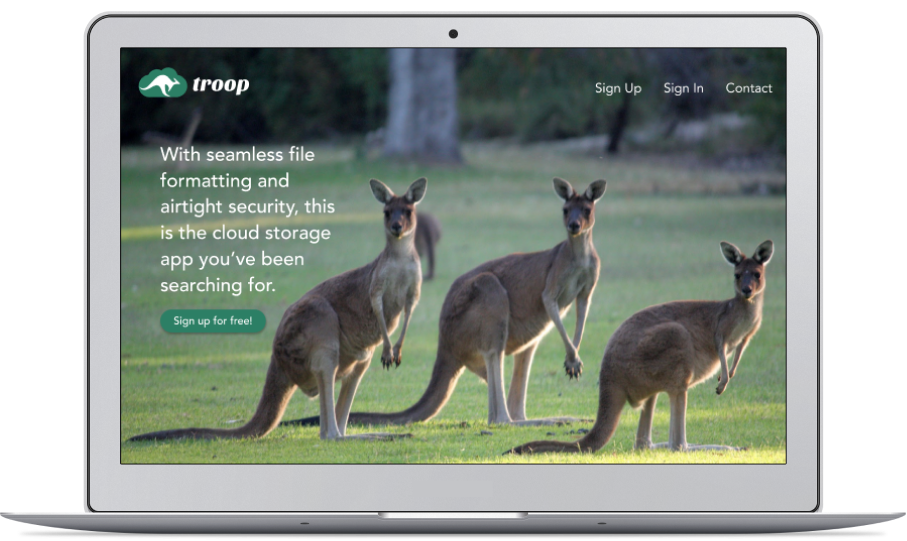 troop
Sign Up Sign In Contact
With seamless file
formatting and
airtight security, this
is the cloud storage
app you've been
searching for.
Sign up for free!